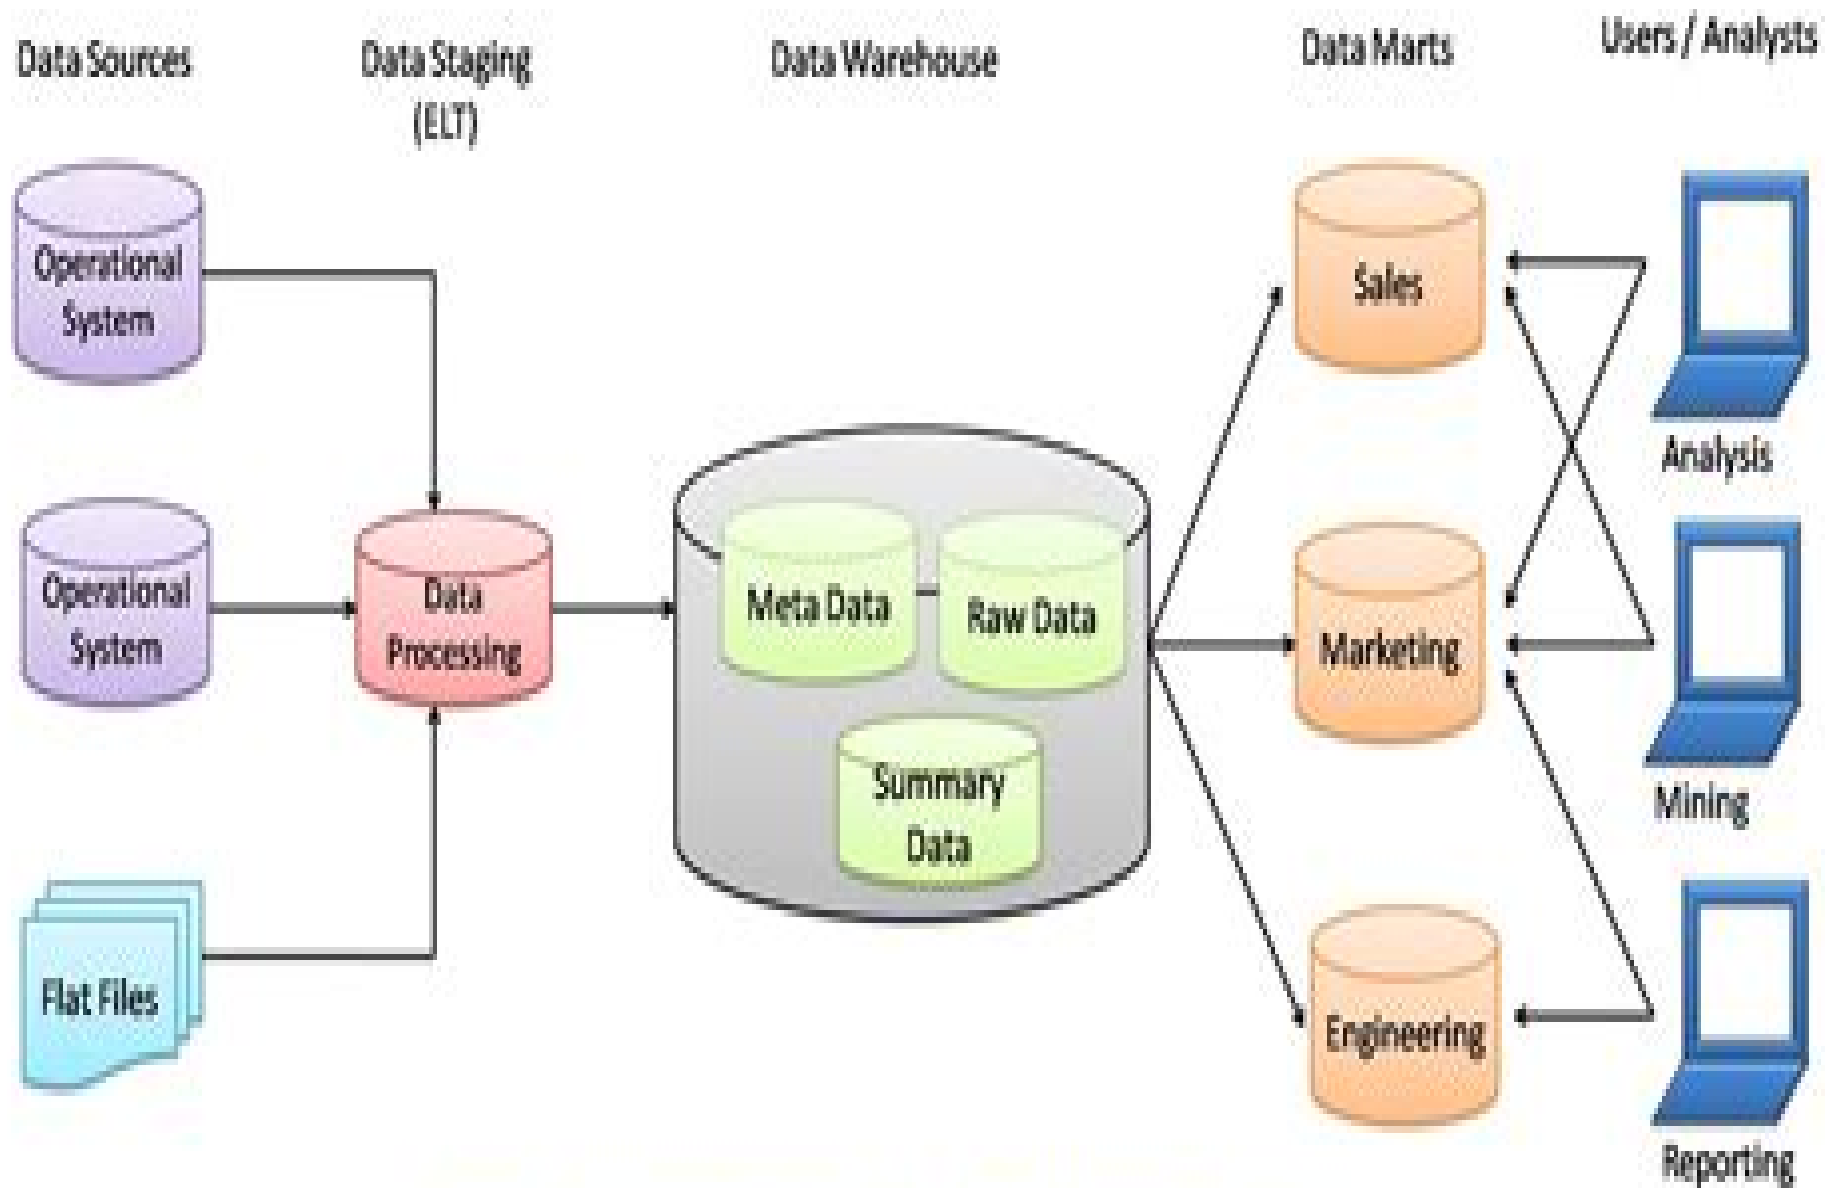 Data Sources
Data Staging
(ELT)
Data Warehouse
Data Marts
Users / Analysts
Operational
System
Operational
System
Flat Files
Data
Processing
Meta Data
Raw Data
Summary
Data
Sales
Marketing
Engineering
Analysis
Mining
Reporting